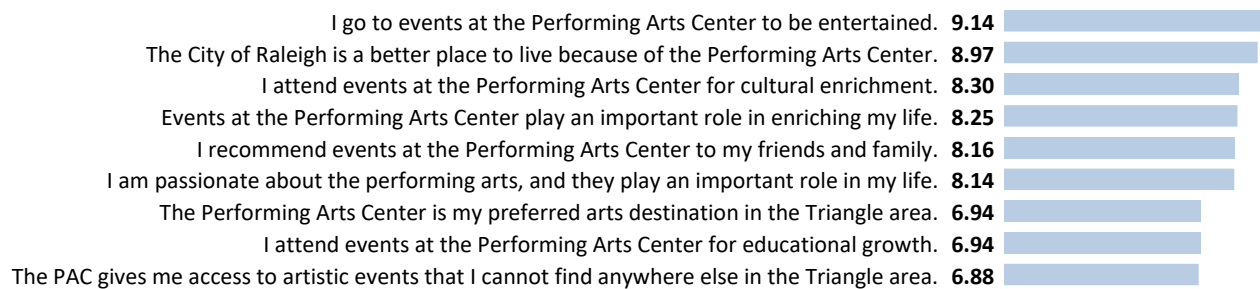 I go to events at the Performing Arts Center to be entertained. 9.14
The City of Raleigh is a better place to live because of the Performing Arts Center. 8.97
I attend events at the Performing Arts Center for cultural enrichment. 8.30
Events at the Performing Arts Center play an important role in enriching my life. 8.25
I recommend events at the Performing Arts Center to my friends and family. 8.16
I am passionate about the performing arts, and they play an important role in my life. 8.14
The Performing Arts Center is my preferred arts destination in the Triangle area. 6.94
I attend events at the Performing Arts Center for educational growth. 6.94
The PAC gives me access to artistic events that I cannot find anywhere else in the Triangle area. 6.88